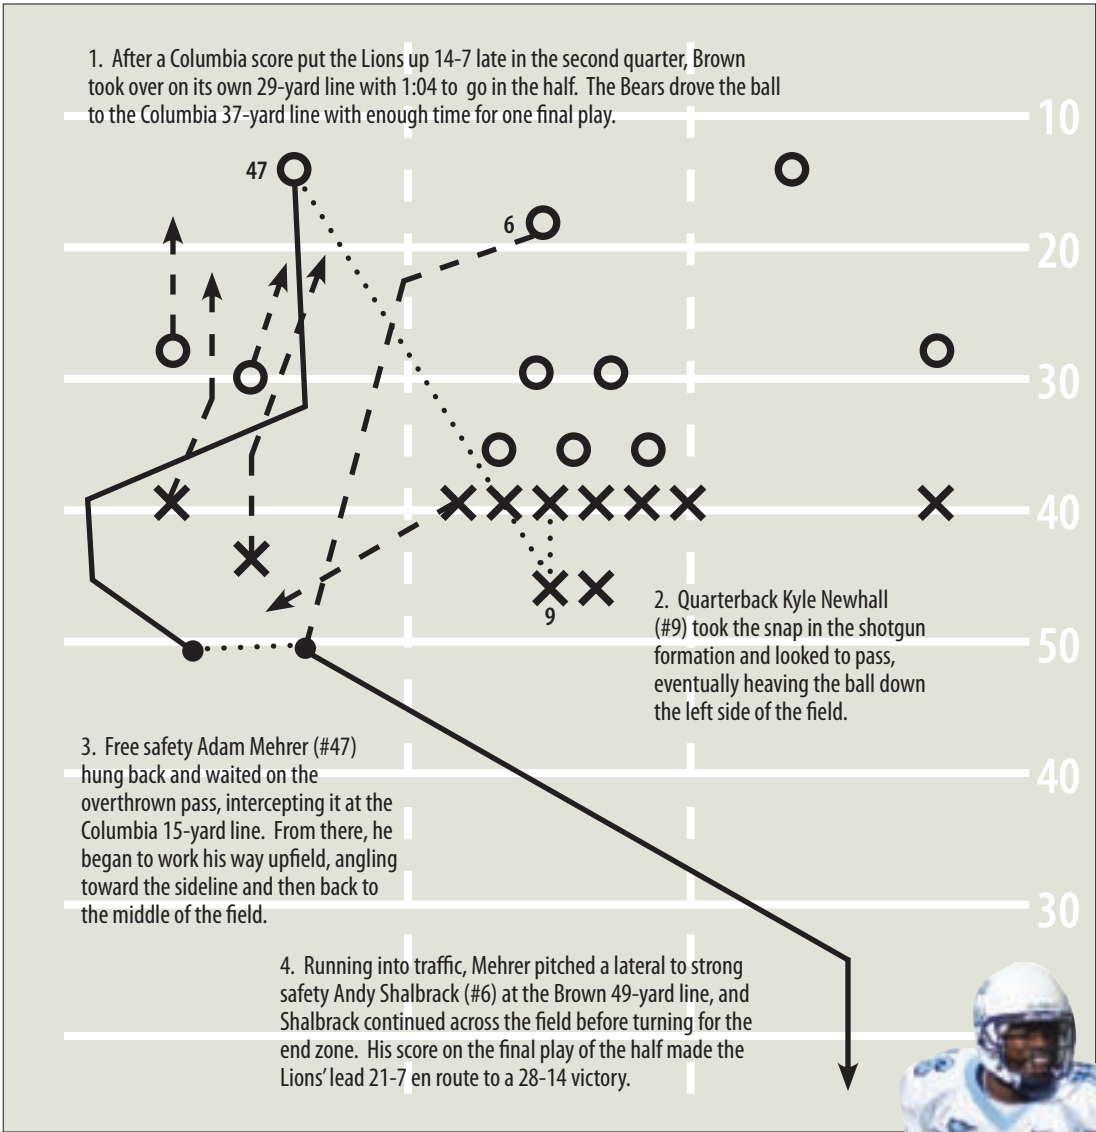 1. After a Columbia score put the Lions up 14-7 late in the second quarter, Brown
took over on its own 29-yard line with 1:04 to go in the half. The Bears drove the ball
to the Columbia 37-yard line with enough time for one final play.
10
47
6
20
30
40
9
2. Quarterback Kyle Newhall
(#9) took the snap in the shotgun
formation and looked to pass,
eventually heaving the ball down
the left side of the field.
50
3. Free safety Adam Mehrer (#47)
hung back and waited on the
overthrown pass, intercepting it at the
Columbia 15-yard line. From there, he
began to work his way upfield, angling
toward the sideline and then back to
the middle of the field.
40
30
4. Running into traffic, Mehrer pitched a lateral to strong
safety Andy Shalbrack (#6) at the Brown 49-yard line, and
Shalbrack continued across the field before turning for the
end zone. His score on the final play of the half made the
Lions' lead 21-7 en route to a 28-14 victory.